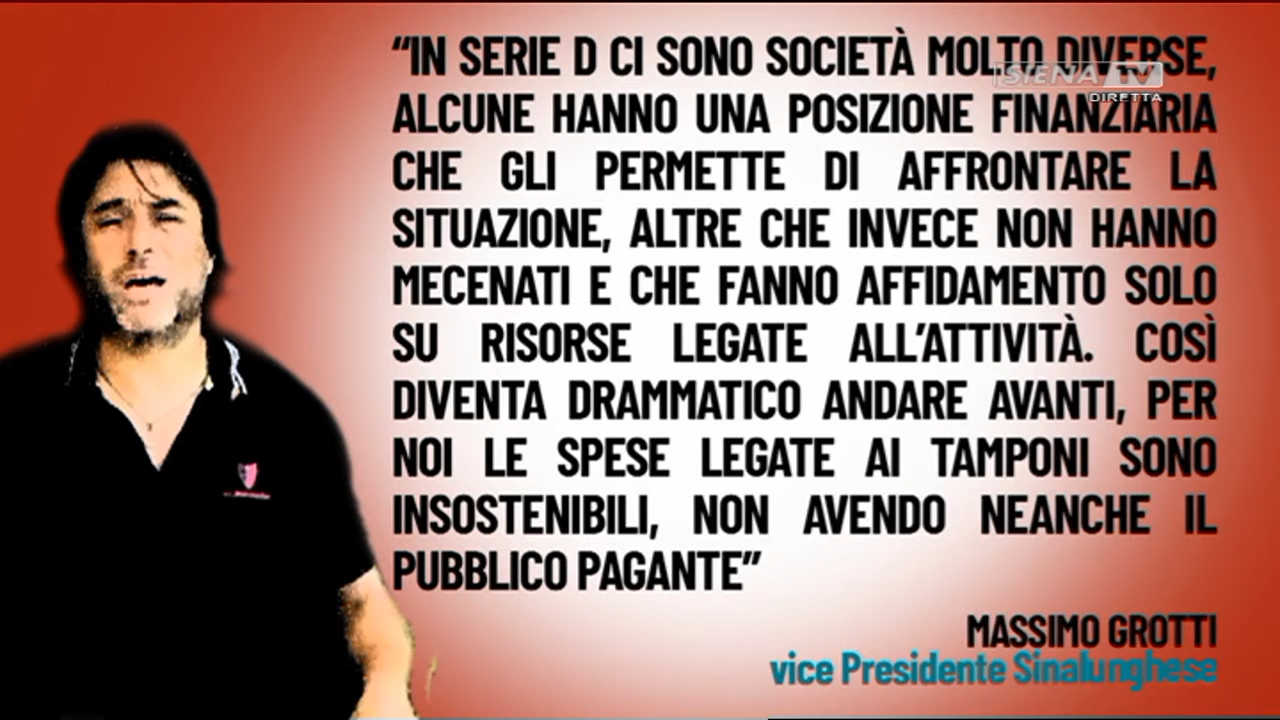 “IN SERIE D CI SONO SOCIETÀ MOLTO DIVERSE,
SIENA TV
DIRETTA
ALCUNE HANNO UNA POSIZIONE FINANZIARIA
CHE GLI PERMETTE DI AFFRONTARE LA
SITUAZIONE, ALTRE CHE INVECE NON HANNO
MECENATI E CHE FANNO AFFIDAMENTO SOLO
SU RISORSE LEGATE ALL’ATTIVITÀ. COSÌ
DIVENTA DRAMMATICO ANDARE AVANTI, PER
NOI LE SPESE LEGATE AI TAMPONI SONO
INSOSTENIBILI, NON AVENDO NEANCHE IL
PUBBLICO PAGANTE”
MASSIMO GROTTI
vice Presidente Sinalunghese